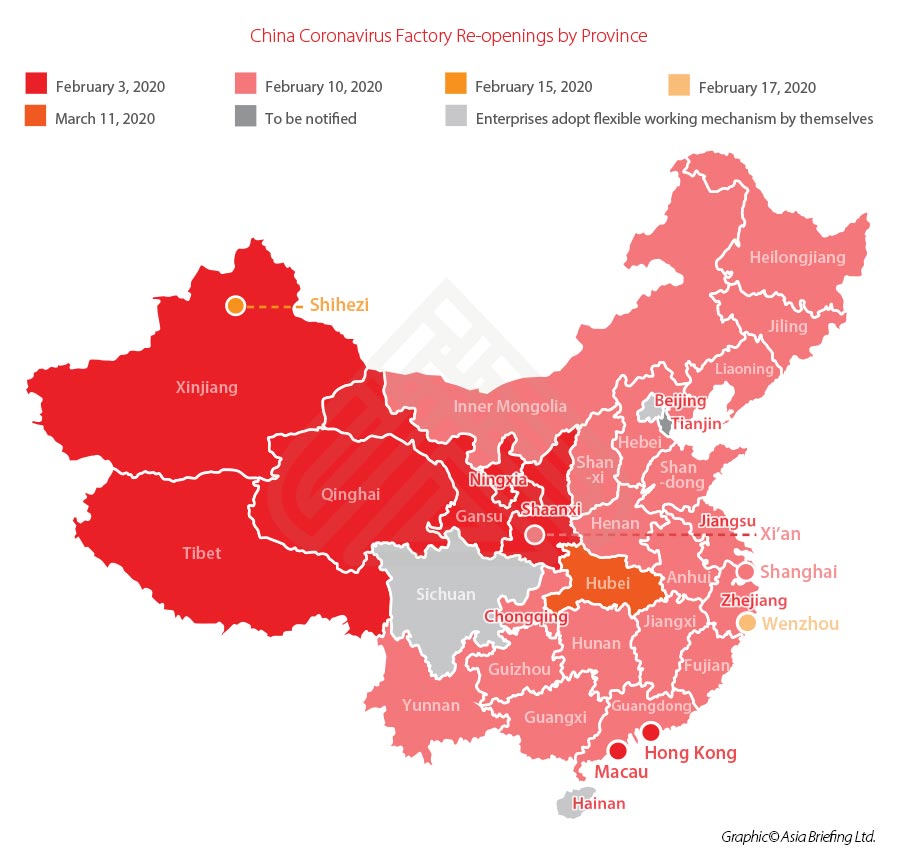 China Coronavirus Factory Re-openings by Province
February 3, 2020
February 10, 2020
February 15, 2020
February 17, 2020
March 11, 2020
To be notified
Enterprises adopt flexible working mechanism by themselves
Heilongjiang
Shihezi
Jiling
Liaoning
Xinjiang
Beijing
Inner Mongolia
Tianjin
Hebei
Shan
-xi
Shan
-dong
Ningxia
Qinghai
Shaanxi
Gansu
Jiangsu
Henan
Xi’an
Tibet
Shanghai
Anhui
Hubei
Sichuan
Zhejiang
Chongqing
Jiangxi
Wenzhou
Hunan
Fujian
Guizhou
Yunnan
Guangdong
Guangxi
Hong Kong
Macau
Hainan
Graphic© Asia Briefing Ltd.